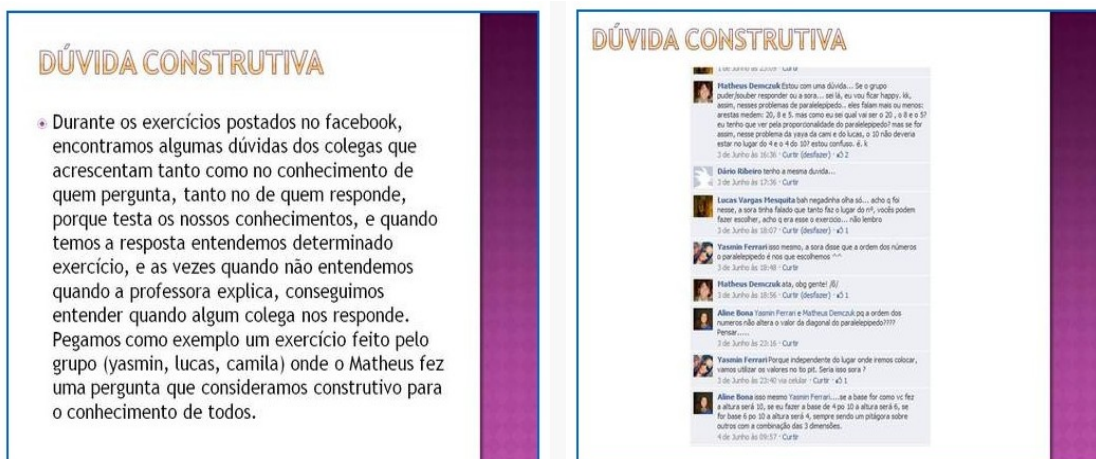 DÚVIDA CONSTRUTIVA
Durante os exercícios postados no facebook,
encontramos algumas dúvidas dos colegas que
acrescentam tanto como no conhecimento de
quem pergunta, tanto no de quem responde,
porque testa os nossos conhecimentos, e quando
temos a resposta entendemos determinado
exercício, e as vezes quando não entendemos
quando a professora explica, conseguimos
entender quando algum colega nos responde.
Pegamos como exemplo um exercício feito pelo
grupo (yasmin, lucas, camila) onde o Matheus fez
uma pergunta que consideramos construtivo para
o conhecimento de todos.
DÚVIDA CONSTRUTIVA
Matheus Demczuk Estou com uma dúvida... Se o grupo
puder/souber responder ou a sora... sei lá, eu vou ficar happy. kk,
assim, nesses problemas de paralelepipedo.. eles falam mais ou menos:
arestas medem: 20, 8 e 5. mas como eu sei qual vai ser o 20 , o 8 e o 5?
eu tenho que ver pela proporcionalidade do paralelepipedo? mas se for
assim, nesse problema da yaya da cami e do lucas, o 10 não deveria
estar no lugar do 4 e o 4 do 10? estou confuso. é. k
3 de Junho às 16:36 · Curtir (desfazer) · 2
Dário Ribeiro tenho a mesma duvida...
3 de Junho às 17:36 · Curtir
Lucas Vargas Mesquita bah negadinha olha só... acho q foi
nesse, a sora tinha falado que tanto faz o lugar do nº, vocês podem
fazer escolher, acho q era esse o exercicio... não lembro
3 de Junho às 18:07 · Curtir (desfazer) · 1
Yasmin Ferrari isso mesmo, a sora disse que a ordem dos números
o paralelepipedo é nos que escolhemos ^^
3 de Junho às 18:48 · Curtir
Matheus Demczuk ata, obg gente! /8/
3 de Junho às 18:56 · Curtir (desfazer) · 1
Aline Bona Yasmin Ferrari e Matheus Demczuk pq a ordem dos
numeros não altera o valor da diagonal do paralelepipedo????
Pensar.....
3 de Junho às 23:16 · Curtir
Yasmin Ferrari Porque independente do lugar onde iremos colocar,
vamos utilizar os valores no to pit. Seria isso sora ?
3 de Junho às 23:40 via celular · Curtir · 1
Aline Bona isso mesmo Yasmin Ferrari....se a base for como vc fez
a altura será 10, se eu fazer a base de 4 po 10 a altura será 6, se
for base 6 po 10 a altura será 4, sempre sendo um pitágora sobre
outros com a combinação das 3 dimensões.
4 de Junho às 09:57 · Curtir